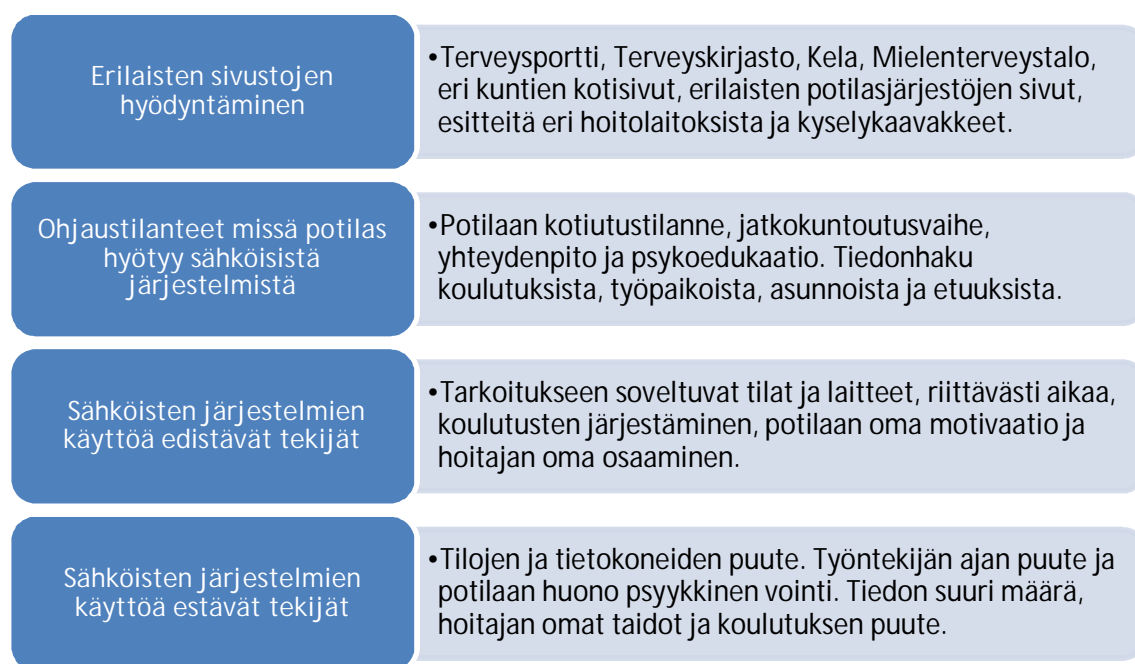 Erilaisten sivustojen
hyödyntäminen
•Terveysportti, Terveyskirjasto, Kela, Mielenterveystalo,
eri kuntien kotisivut, erilaisten potilasjärjestöjen sivut,
esitteitä eri hoitolaitoksista ja kyselykaavakkeet.
Ohjaustilanteet missä potilas
hyötyy sähköisistä
järjestelmistä
•Potilaan kotiutustilanne, jatkokuntoutusvaihe,
yhteydenpito ja psykoedukaatio. Tiedonhaku
koulutuksista, työpaikoista, asunnoista ja etuuksista.
Sähköisten järjestelmien
käyttöä edistävät tekijät
•Tarkoitukseen soveltuvat tilat ja laitteet, riittävästi aikaa,
koulutusten järjestäminen, potilaan oma motivaatio ja
hoitajan oma osaaminen.
Sähköisten järjestelmien
käyttöä estävät tekijät
•Tilojen ja tietokoneiden puute. Työntekijän ajan puute ja
potilaan huono psyykkinen vointi. Tiedon suuri määrä,
hoitajan omat taidot ja koulutuksen puute.